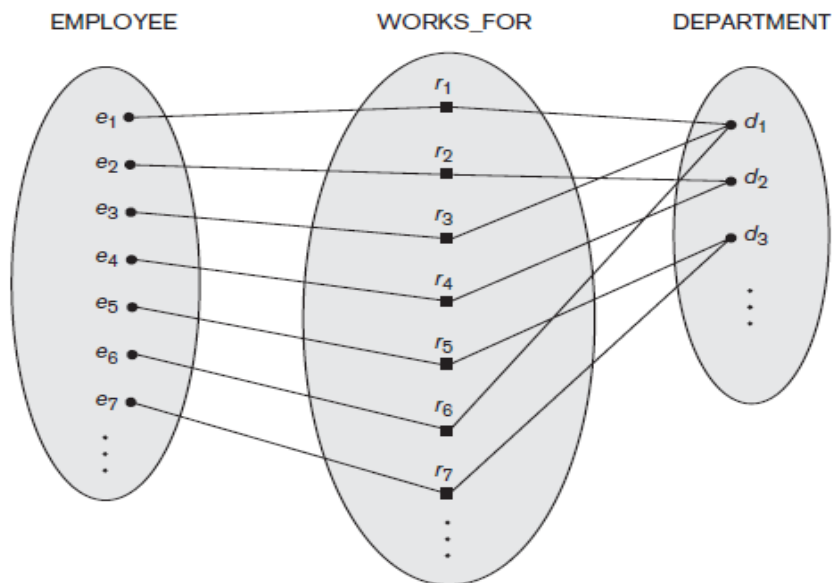 EMPLOYEE WORKS_FOR DEPARTMENT
e1
e2
e3
e4
e5
e6
e7
r1
r2
r3
r4
r5
r6
r7
d1
d2
d3